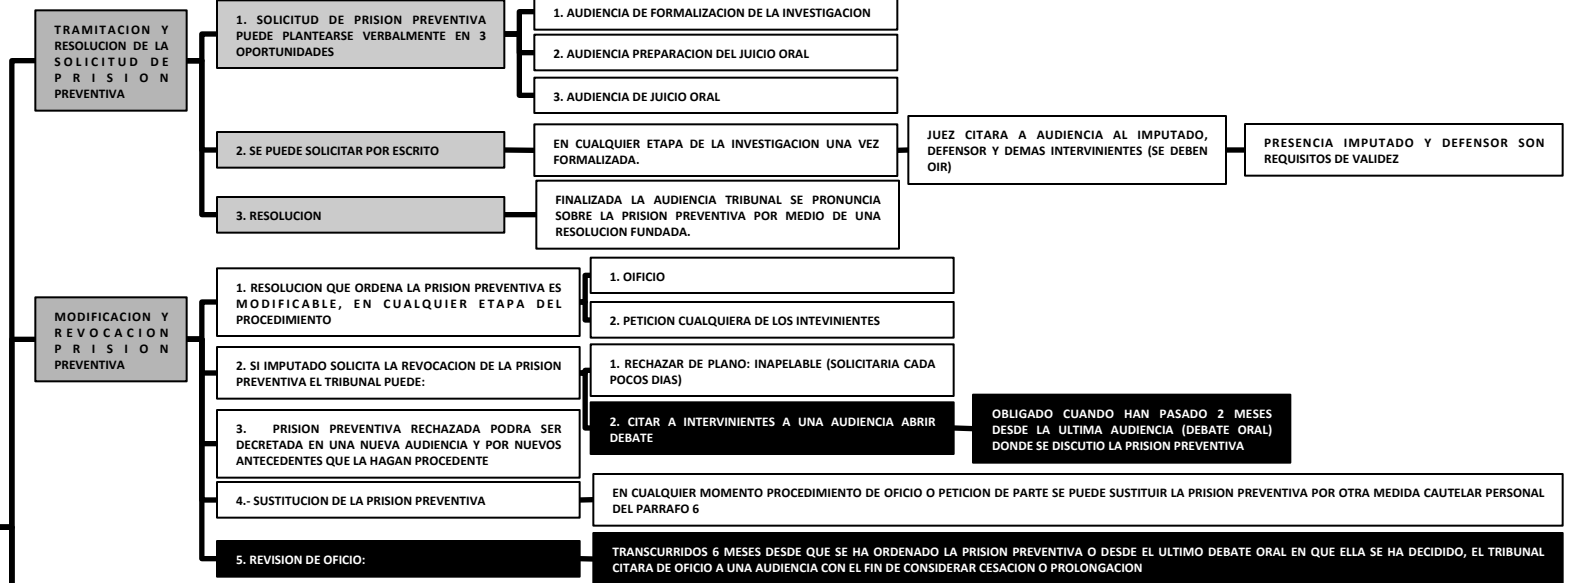 TRAMITACION Y
RESOLUCION DE LA
SOLICITUD DE
PRISION
PREVENTIVA
1. SOLICITUD DE PRISION PREVENTIVA
PUEDE PLANTEARSE VERBALMENTE EN 3
OPORTUNIDADES
1. AUDIENCIA DE FORMALIZACION DE LA INVESTIGACION
2. AUDIENCIA PREPARACION DEL JUICIO ORAL
3. AUDIENCIA DE JUICIO ORAL
2. SE PUEDE SOLICITAR POR ESCRITO
EN CUALQUIER ETAPA DE LA INVESTIGACION UNA VEZ
FORMALIZADA.
JUEZ CITARA A AUDIENCIA AL IMPUTADO,
DEFENSOR Y DEMAS INTERVINIENTES (SE DEBEN
OIR)
PRESENCIA IMPUTADO Y DEFENSOR SON
REQUISITOS DE VALIDEZ
3. RESOLUCION
FINALIZADA LA AUDIENCIA TRIBUNAL SE PRONUNCIA
SOBRE LA PRISION PREVENTIVA POR MEDIO DE UNA
RESOLUCION FUNDADA.
MODIFICACION Y
REVOCACION
PRISION
PREVENTIVA
1. RESOLUCION QUE ORDENA LA PRISION PREVENTIVA ES
MODIFICABLE, EN CUALQUIER ETAPA DEL
PROCEDIMIENTO
1. OIFICIO
2. PETICION CUALQUIERA DE LOS INTEVINIENTES
2. SI IMPUTADO SOLICITA LA REVOCACION DE LA PRISION
PREVENTIVA EL TRIBUNAL PUEDE:
1. RECHAZAR DE PLANO: INAPELABLE (SOLICITARIA CADA
POCOS DIAS)
2. CITAR A INTERVINIENTES A UNA AUDIENCIA ABRIR
DEBATE
OBLIGADO CUANDO HAN PASADO 2 MESES
DESDE LA ULTIMA AUDIENCIA (DEBATE ORAL)
DONDE SE DISCUTIO LA PRISION PREVENTIVA
3. PRISION PREVENTIVA RECHAZADA PODRA SER
DECRETADA EN UNA NUEVA AUDIENCIA Y POR NUEVOS
ANTECEDENTES QUE LA HAGAN PROCEDENTE
4.- SUSTITUCION DE LA PRISION PREVENTIVA
EN CUALQUIER MOMENTO PROCEDIMIENTO DE OFICIO O PETICION DE PARTE SE PUEDE SUSTITUIR LA PRISION PREVENTIVA POR OTRA MEDIDA CAUTELAR PERSONAL
DEL PARRAFO 6
5. REVISION DE OFICIO:
TRANSCURRIDOS 6 MESES DESDE QUE SE HA ORDENADO LA PRISION PREVENTIVA O DESDE EL ULTIMO DEBATE ORAL EN QUE ELLA SE HA DECIDIDO, EL TRIBUNAL
CITARA DE OFICIO A UNA AUDIENCIA CON EL FIN DE CONSIDERAR CESACION O PROLONGACION